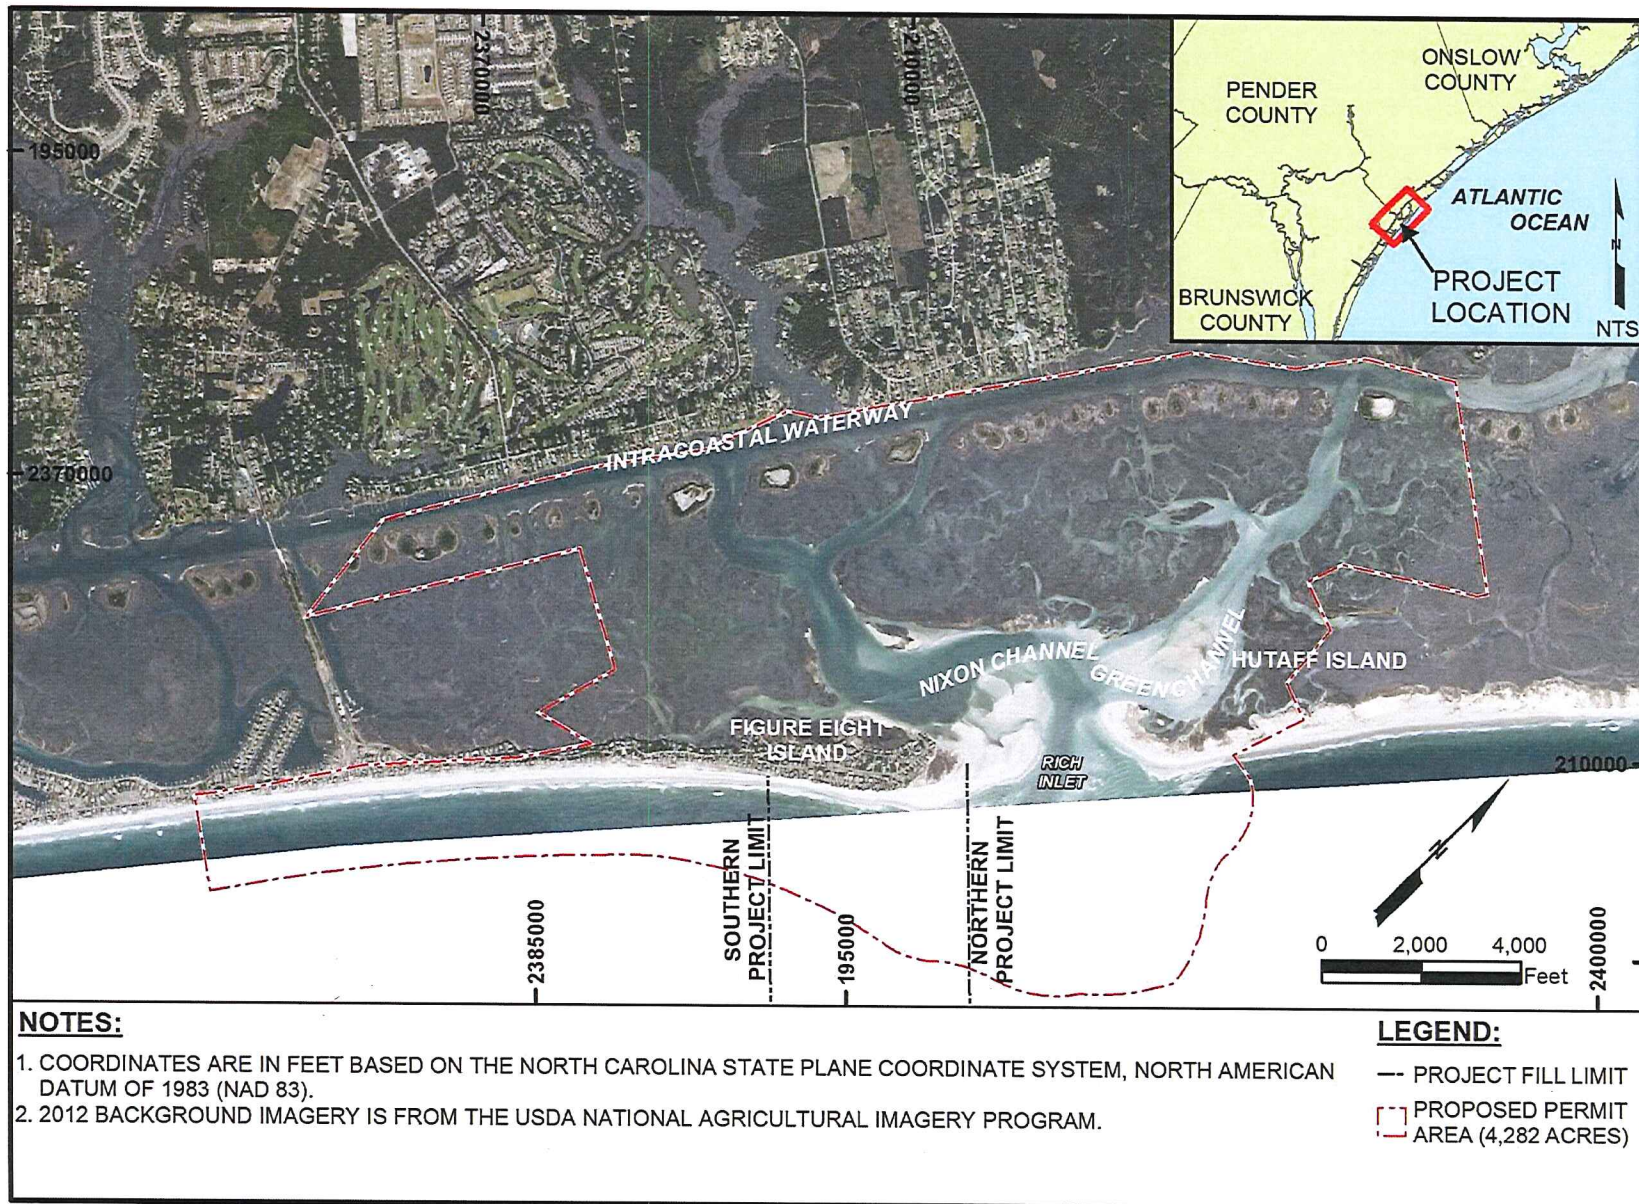 2370000
210000
195000
2370000
ONSLOW
COUNTY
PENDER
COUNTY
ATLANTIC
OCEAN
N
PROJECT
LOCATION
BRUNSWICK
COUNTY
NTS
INTRACOASTAL WATERWAY
NIXON CHANNEL
GREEN CHANNEL
HUTAFF ISLAND
FIGURE EIGHT
ISLAND
RICH
INLET
210000
SOUTHERN
PROJECT LIMIT
NORTHERN
PROJECT LIMIT
N
2385000
195000
0 2,000 4,000
Feet
2400000
NOTES:
1. COORDINATES ARE IN FEET BASED ON THE NORTH CAROLINA STATE PLANE COORDINATE SYSTEM, NORTH AMERICAN
DATUM OF 1983 (NAD 83).
2. 2012 BACKGROUND IMAGERY IS FROM THE USDA NATIONAL AGRICULTURAL IMAGERY PROGRAM.
LEGEND:
PROJECT FILL LIMIT
PROPOSED PERMIT
AREA (4,282 ACRES)